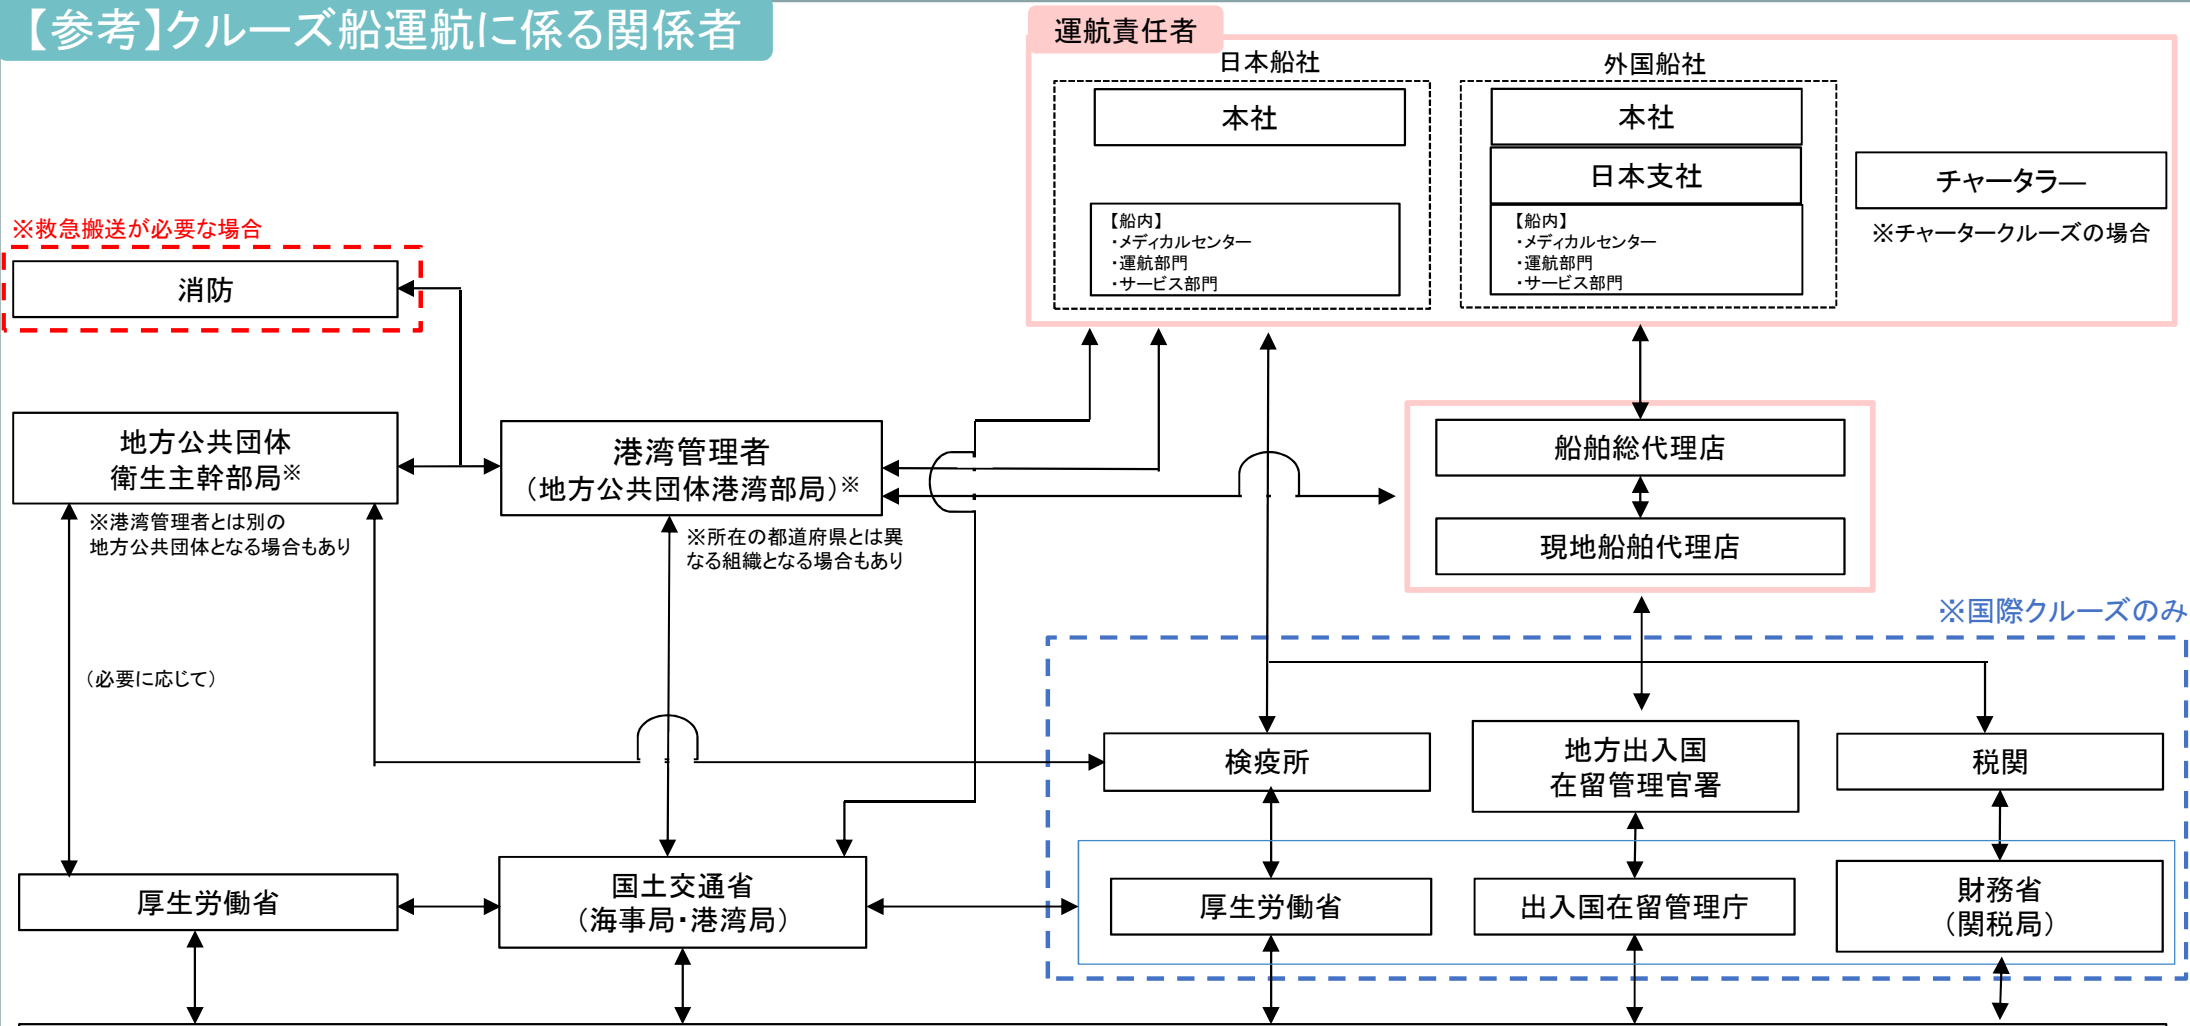 【参考】クルーズ船運航に係る関係者
運航責任者
日本船社
外国船社
本社
本社
日本支社
チャータラー
※チャータークルーズの場合
【船内】
・メディカルセンター
・運航部門
・サービス部門
【船内】
・メディカルセンター
・運航部門
・サービス部門
※救急搬送が必要な場合
消防
地方公共団体
衛生主幹部局※
※港湾管理者とは別の
地方公共団体となる場合もあり
港湾管理者
（地方公共団体港湾部局）※
※所在の都道府県とは異
なる組織となる場合もあり
船舶総代理店
現地船舶代理店
※国際クルーズのみ
（必要に応じて）
検疫所
地方出入国
在留管理官署
税関
厚生労働省
国土交通省
（海事局・港湾局）
厚生労働省
出入国在留管理庁
財務省
（関税局）